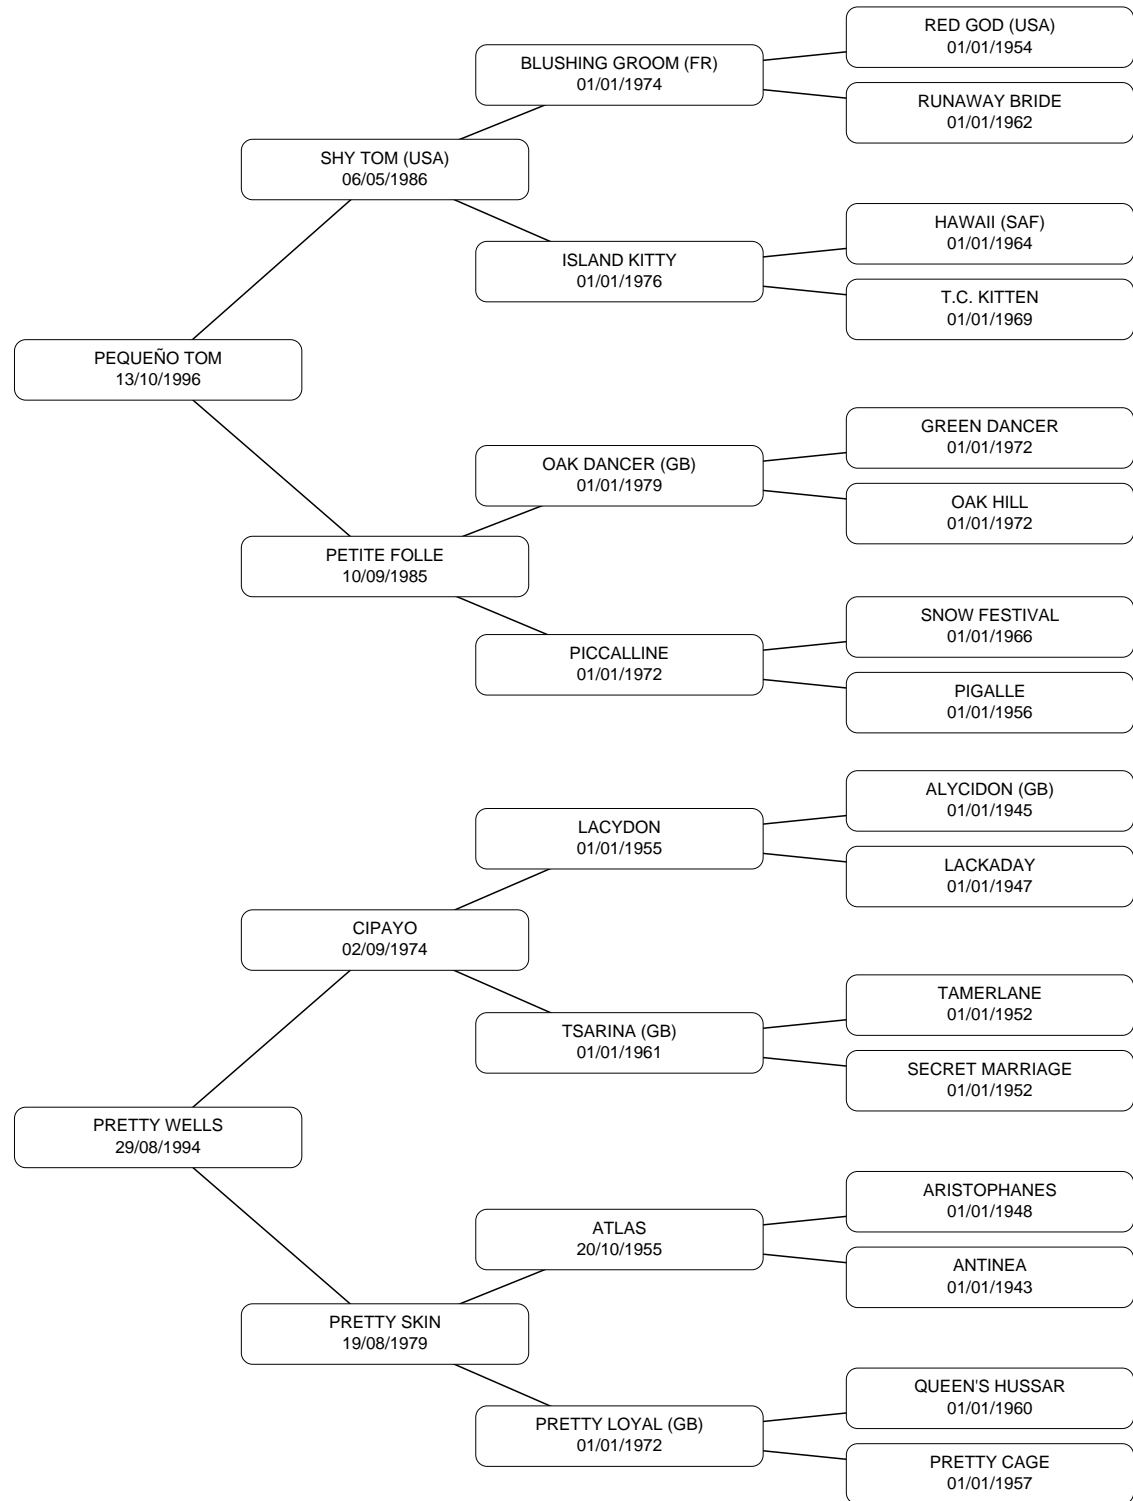 RED GOD (USA)
01/01/1954
BLUSHING GROOM (FR)
01/01/1974
RUNAWAY BRIDE
01/01/1962
SHY TOM (USA)
06/05/1986
HAWAII (SAF)
01/01/1964
ISLAND KITTY
01/01/1976
T.C. KITTEN
01/01/1969
PEQUEÑO TOM
13/10/1996
GREEN DANCER
01/01/1972
OAK DANCER (GB)
01/01/1979
OAK HILL
01/01/1972
PETITE FOLLE
10/09/1985
SNOW FESTIVAL
01/01/1966
PICCALLINE
01/01/1972
PIGALLE
01/01/1956
ALYCIDON (GB)
01/01/1945
LACYDON
01/01/1955
LACKADAY
01/01/1947
CIPAYO
02/09/1974
TAMERLANE
01/01/1952
TSARINA (GB)
01/01/1961
SECRET MARRIAGE
01/01/1952
PRETTY WELLS
29/08/1994
ARISTOPHANES
01/01/1948
ATLAS
20/10/1955
ANTINEA
01/01/1943
PRETTY SKIN
19/08/1979
QUEEN'S HUSSAR
01/01/1960
PRETTY LOYAL (GB)
01/01/1972
PRETTY CAGE
01/01/1957